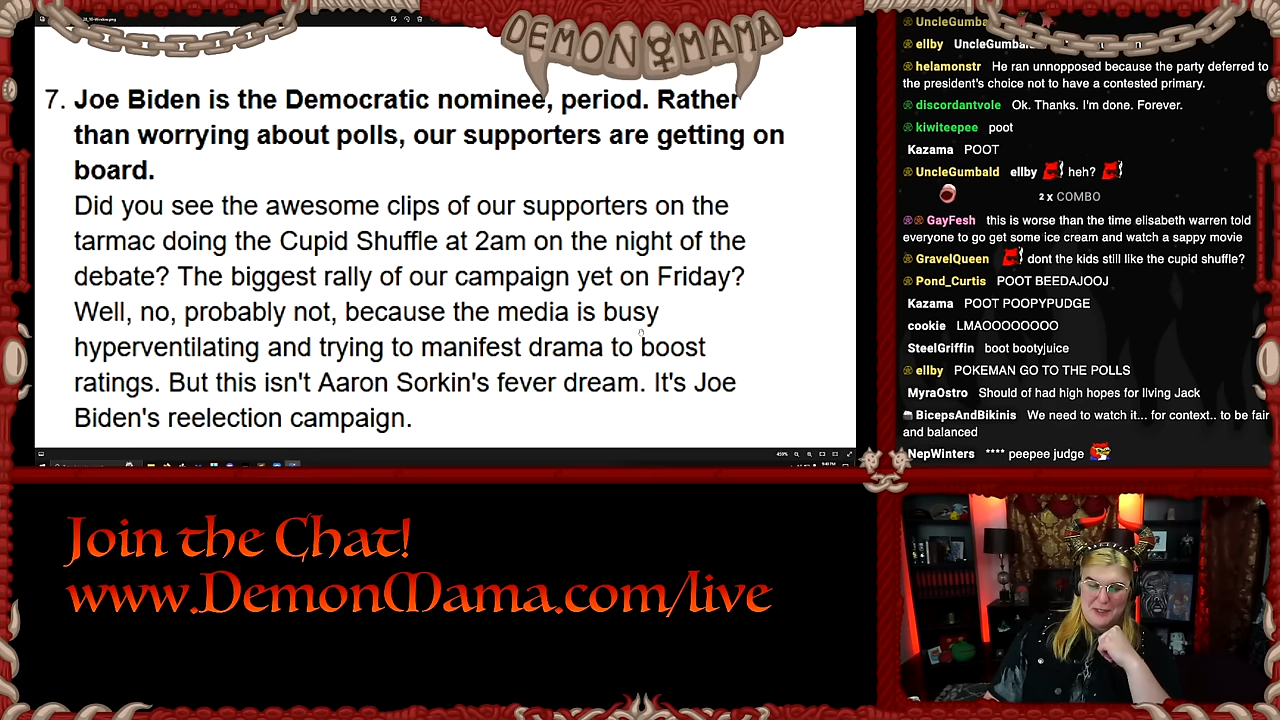 DEMON MAMA
7. Joe Biden is the Democratic nominee, period. Rather
than worrying about polls, our supporters are getting on
board.
Did you see the awesome clips of our supporters on the
tarmac doing the Cupid Shuffle at 2am on the night of the
debate? The biggest rally of our campaign yet on Friday?
Well, no, probably not, because the media is busy
hyperventilating and trying to manifest drama to boost
ratings. But this isn't Aaron Sorkin's fever dream. It's Joe
Biden's reelection campaign.
Join the Chat!
www.DemonMama.com/live
UncleGumba
ellby
helamonstr He ran unnopposed because the party deferred to
the president's choice not to have a contested primary.
discordantvole Ok. Thanks. I'm done. Forever.
kiwiteepee poot
Kazama POOT
UncleGumbald ellby heh?
2 x COMBO
GayFesh this is worse than the time elisabeth warren told
everyone to go get some ice cream and watch a sappy movie
GravelQueen dont the kids still like the cupid shuffle?
Pond_Curtis POOT BEEDAJOOJ
Kazama POOT POOPYPUDGE
cookie LMAOOOOOOOO
SteelGriffin boot bootyjuice
ellby POKEMAN GO TO THE POLLS
MyraOstro Should of had high hopes for living Jack
BicepsAndBikinis We need to watch it... for context.. to be fair
and balanced
NepWinters **** peepee judge